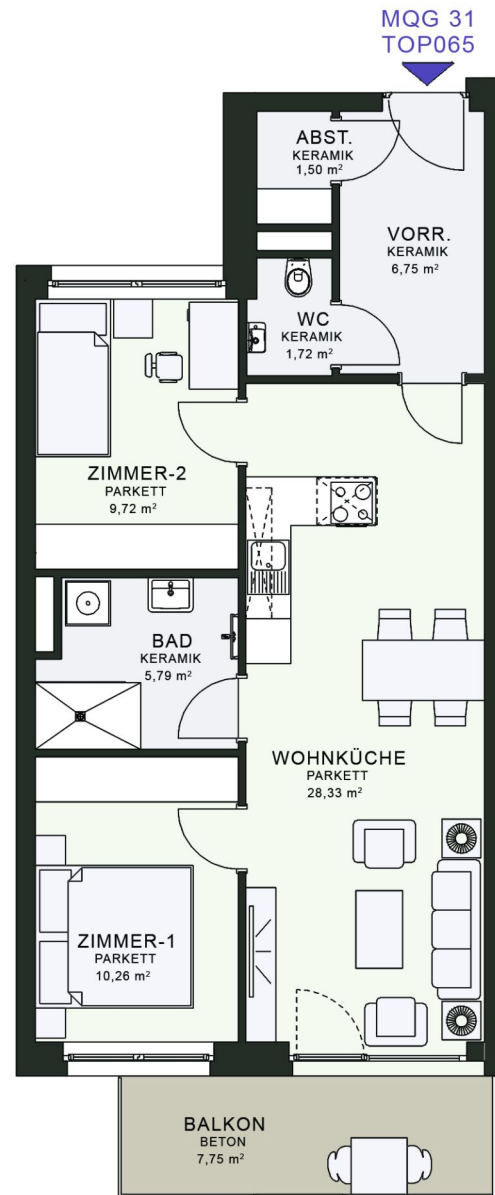 MQG 31
TOP065
ABST.
KERAMIK
1,50 m²
VORR.
KERAMIK
6,75 m²
WC
KERAMIK
1,72 m²
ZIMMER-2
PARKETT
9,72 m²
BAD
KERAMIK
5,79 m²
WOHNKÜCHE
PARKETT
28,33 m²
ZIMMER-1
PARKETT
10,26 m²
BALKON
BETON
7,75 m²